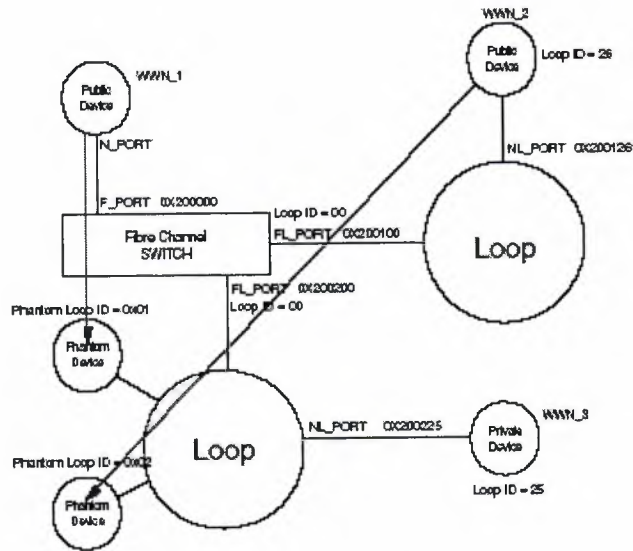 WWN_2
Public
Device
Loop ID = 26
WWN_1
Public
Device
N_PORT
NL_PORT 0X200126
F_PORT 0X200000
Loop ID = 00
Fibre Channel
SWITCH
FL_PORT 0X200100
Loop
FL_PORT 0X200200
Loop ID = 00
Phantom Loop ID = 0x01
Phantom
Device
NL_PORT 0X200225
WWN_3
Private
Device
Loop
Phantom Loop ID = 0x02
Loop ID = 25
Phantom
Device